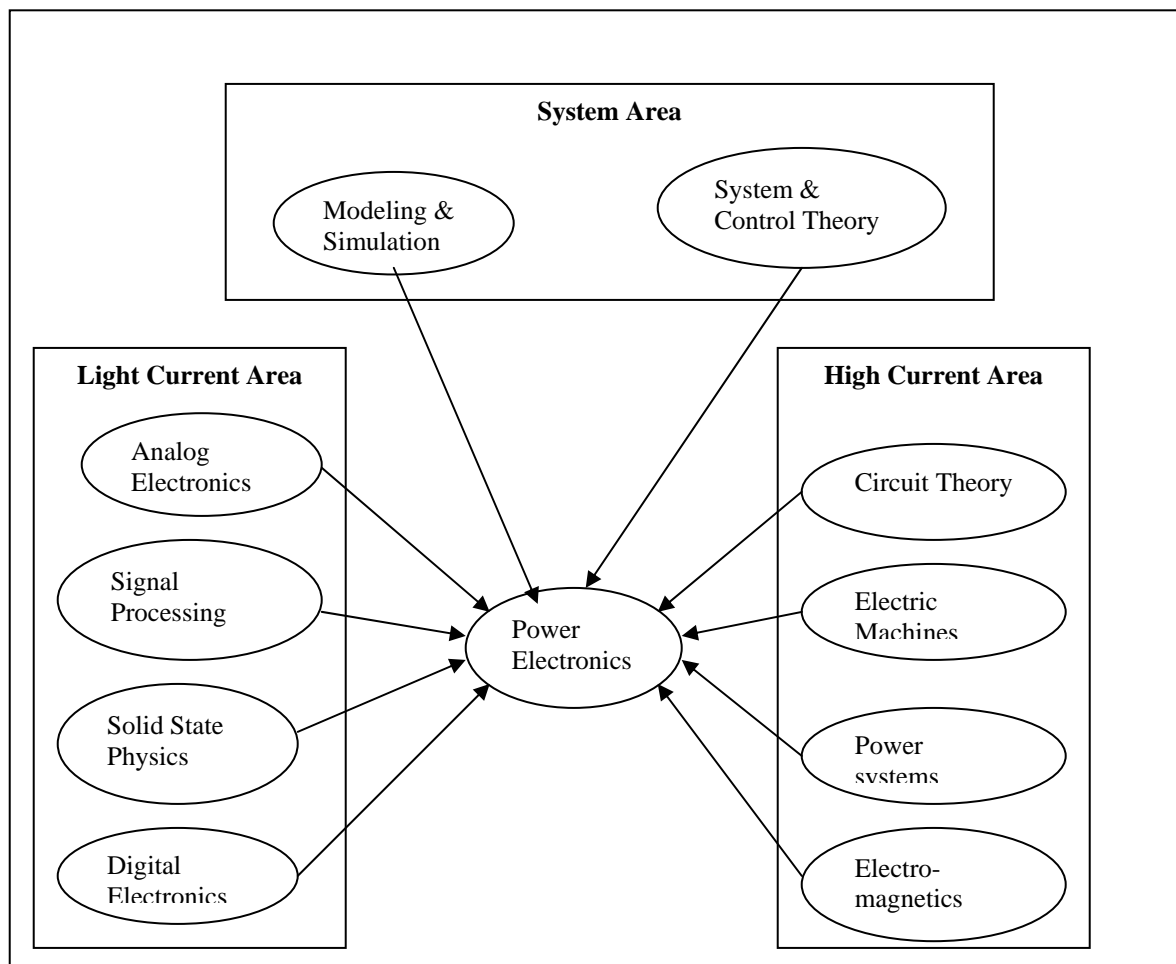 System Area
Modeling &
Simulation
System &
Control Theory
Light Current Area
Analog
Electronics
Signal
Processing
Solid State
Physics
Digital
Electronics
Power
Electronics
High Current Area
Circuit Theory
Electric
Machines
Power
systems
Electro-
magnetics